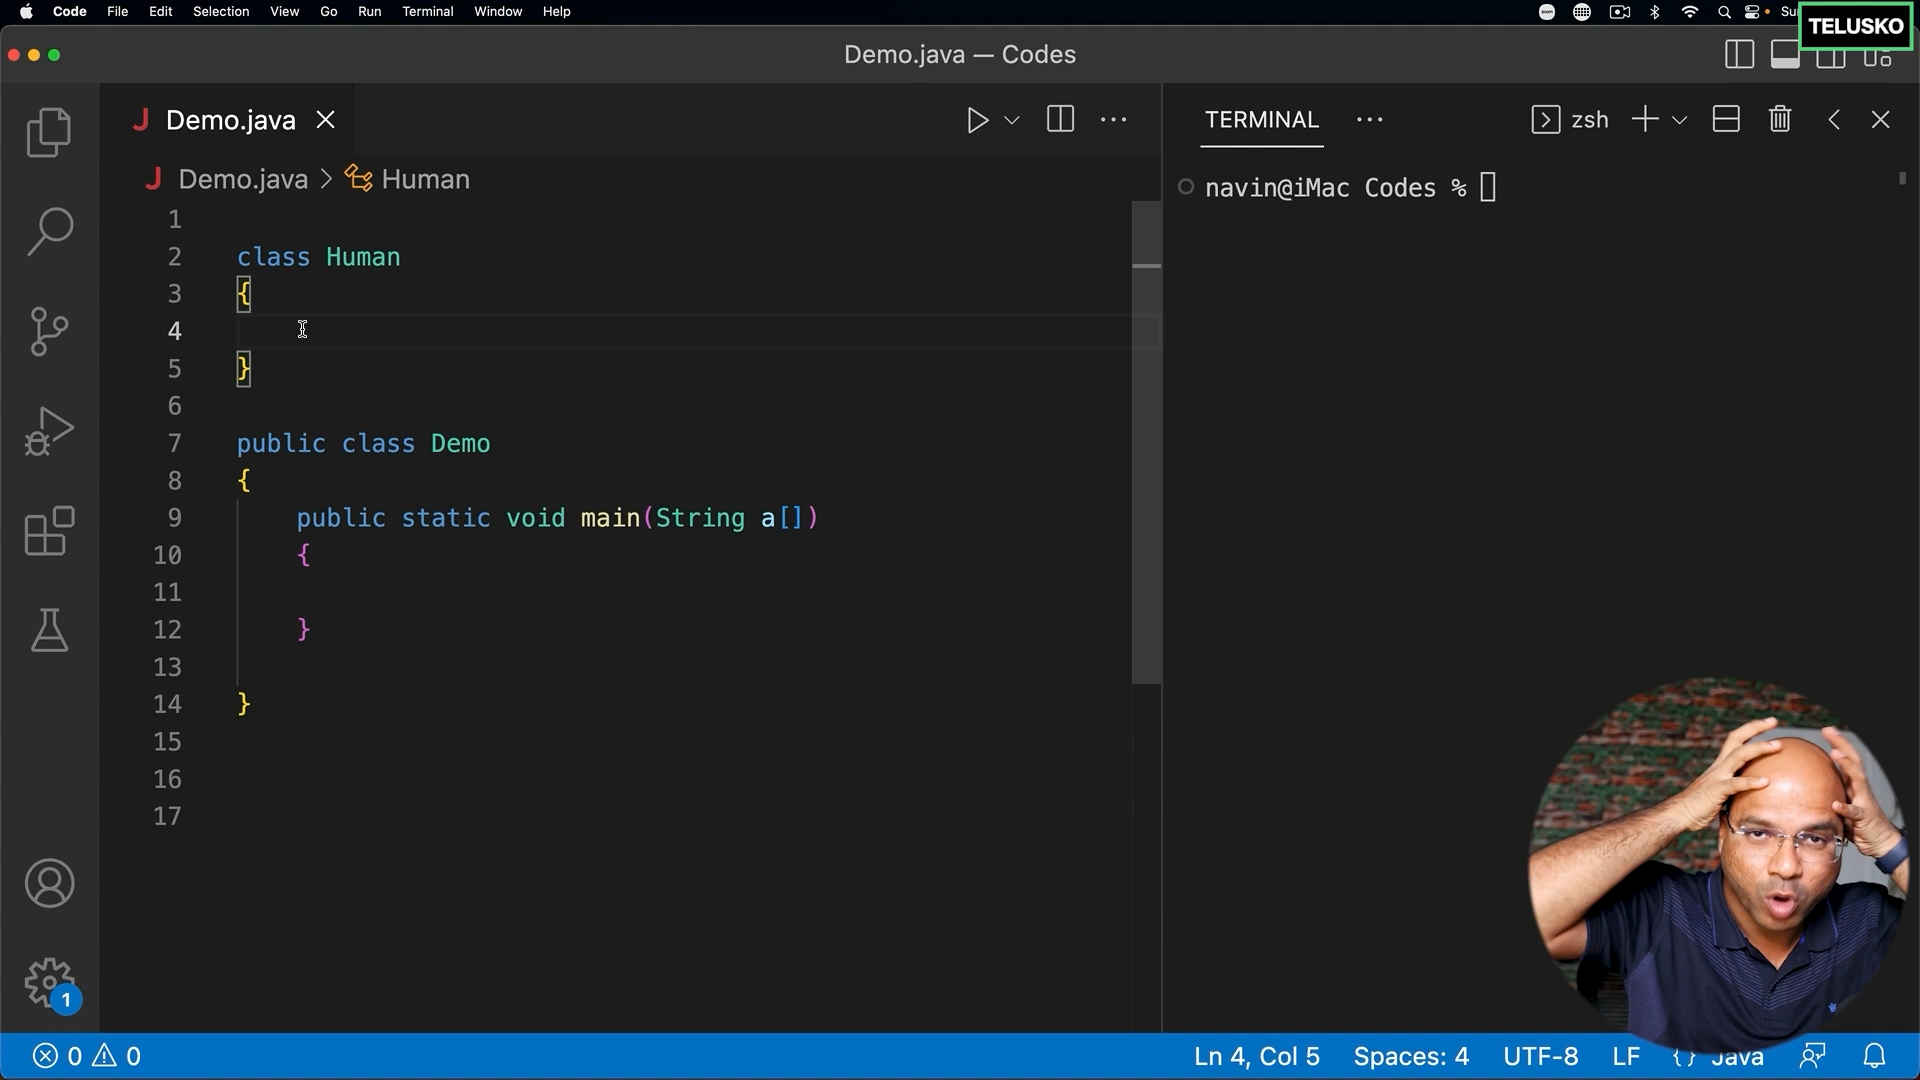 Code File Edit Selection View Go Run Terminal Window Help
zoom
TELUSKO
Demo.java — Codes
Demo.java
Demo.java > Human
1
2 class Human
3 {
4
5 }
6
7 public class Demo
8 {
9 public static void main(String a[])
10 {
11
12 }
13
14 }
15
16
17
TERMINAL
zsh
navin@iMac Codes %
1
0 0
Ln 4, Col 5 Spaces: 4 UTF-8 LF {} Java